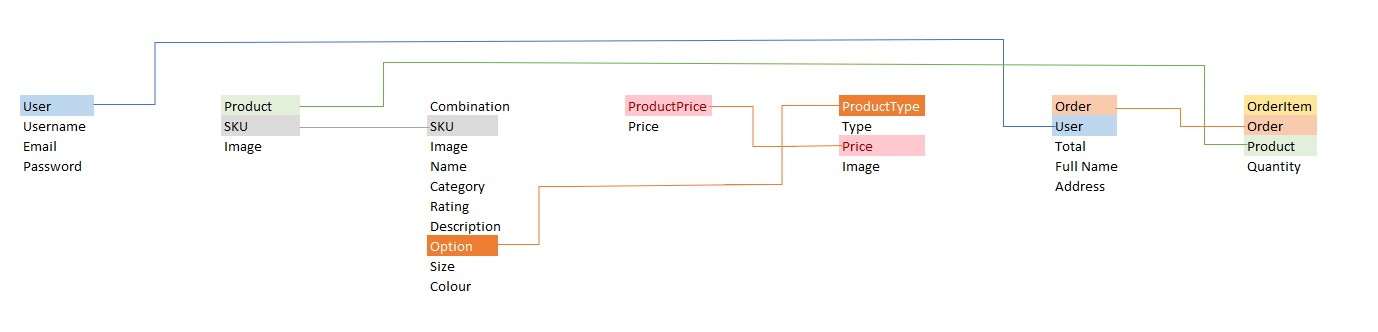 User
Username
Email
Password
Product
SKU
Image
Combination
SKU
Image
Name
Category
Rating
Description
Option
Size
Colour
ProductPrice
Price
ProductType
Type
Price
Image
Order
User
Total
Full Name
Address
OrderItem
Order
Product
Quantity